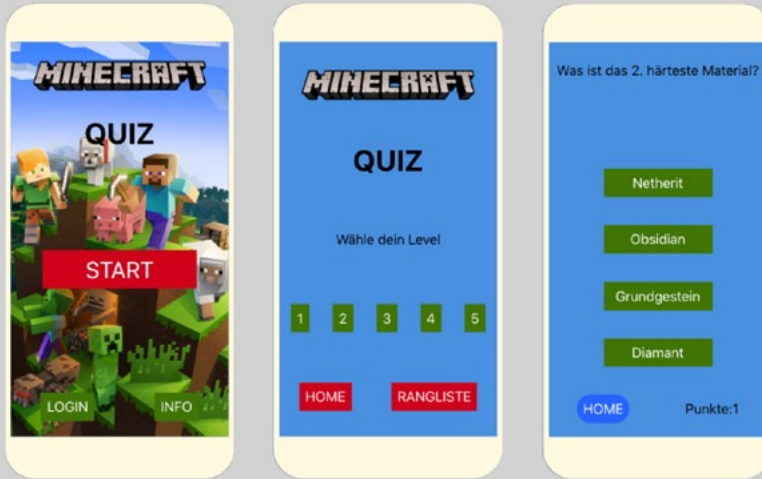 MINECRAFT
QUIZ
START
LOGIN
INFO
MINECRAFT
QUIZ
Wähle dein Level
1 2 3 4 5
HOME
RANGLISTE
Was ist das 2. härteste Material?
Netherit
Obsidian
Grundgestein
Diamant
HOME
Punkte:1